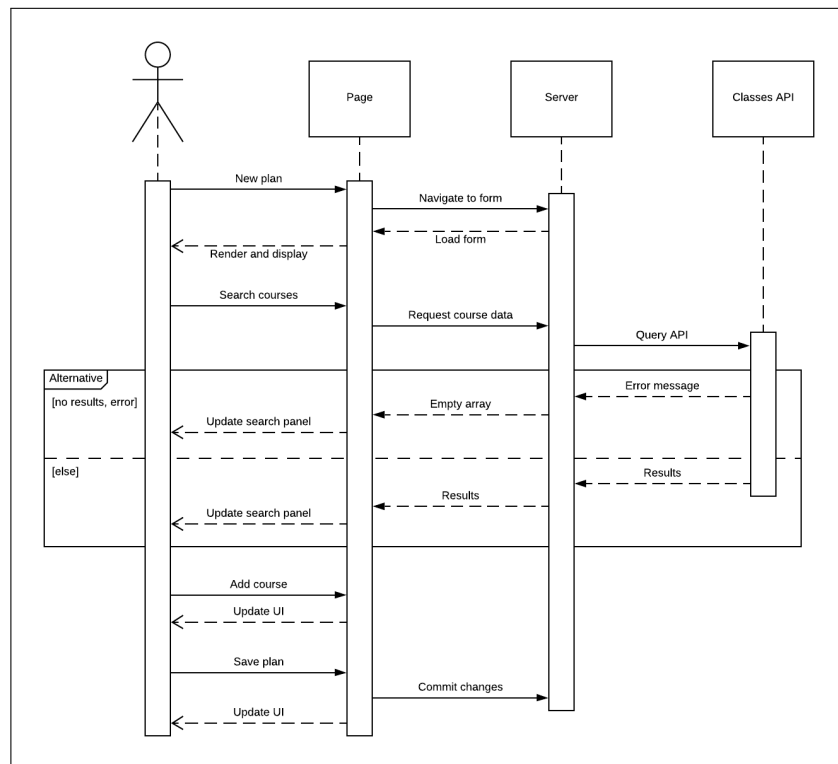 Page
Server
Classes API
New plan
Navigate to form
Load form
Render and display
Search courses
Request course data
Query API
Alternative
[no results, error]
Error message
Empty array
Update search panel
[else]
Results
Results
Update search panel
Add course
Update UI
Save plan
Commit changes
Update UI